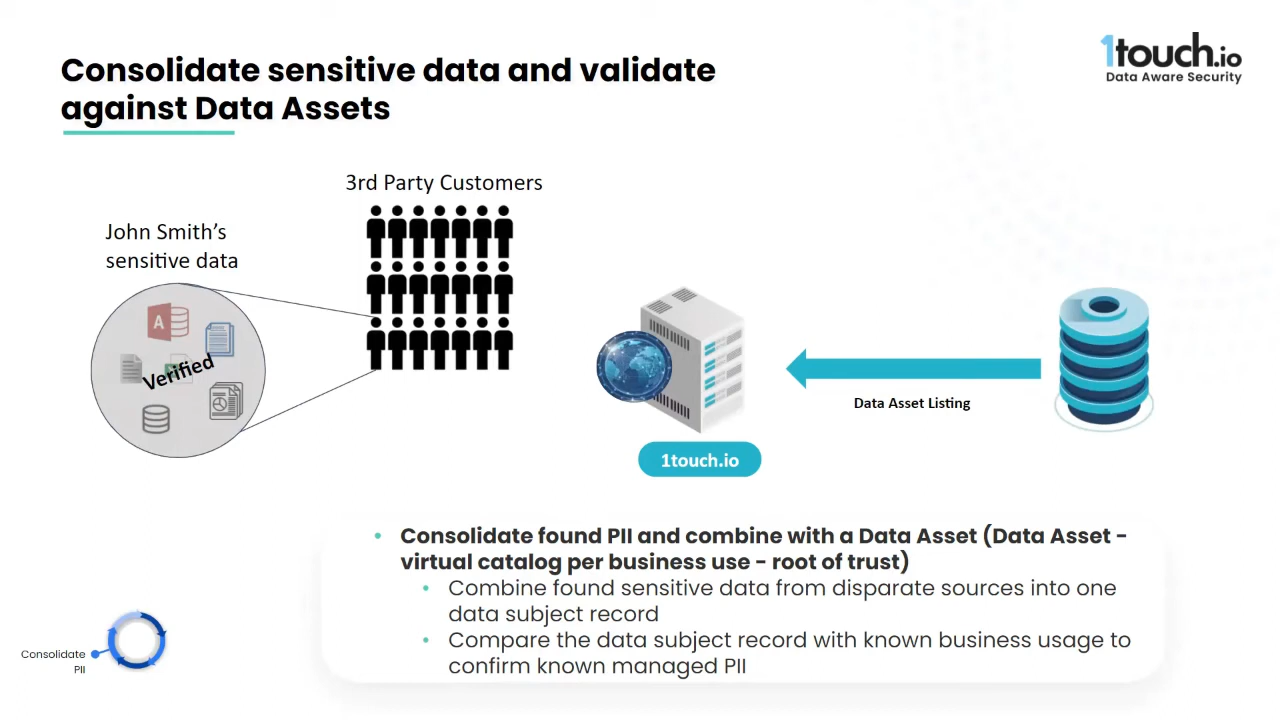 Consolidate sensitive data and validate
against Data Assets
1touch.io
Data Aware Security
3rd Party Customers
John Smith’s
sensitive data
A
Verified
Data Asset Listing
1touch.io
• Consolidate found PII and combine with a Data Asset (Data Asset -
virtual catalog per business use - root of trust)
• Combine found sensitive data from disparate sources into one
data subject record
• Compare the data subject record with known business usage to
confirm known managed PII
Consolidate
PII